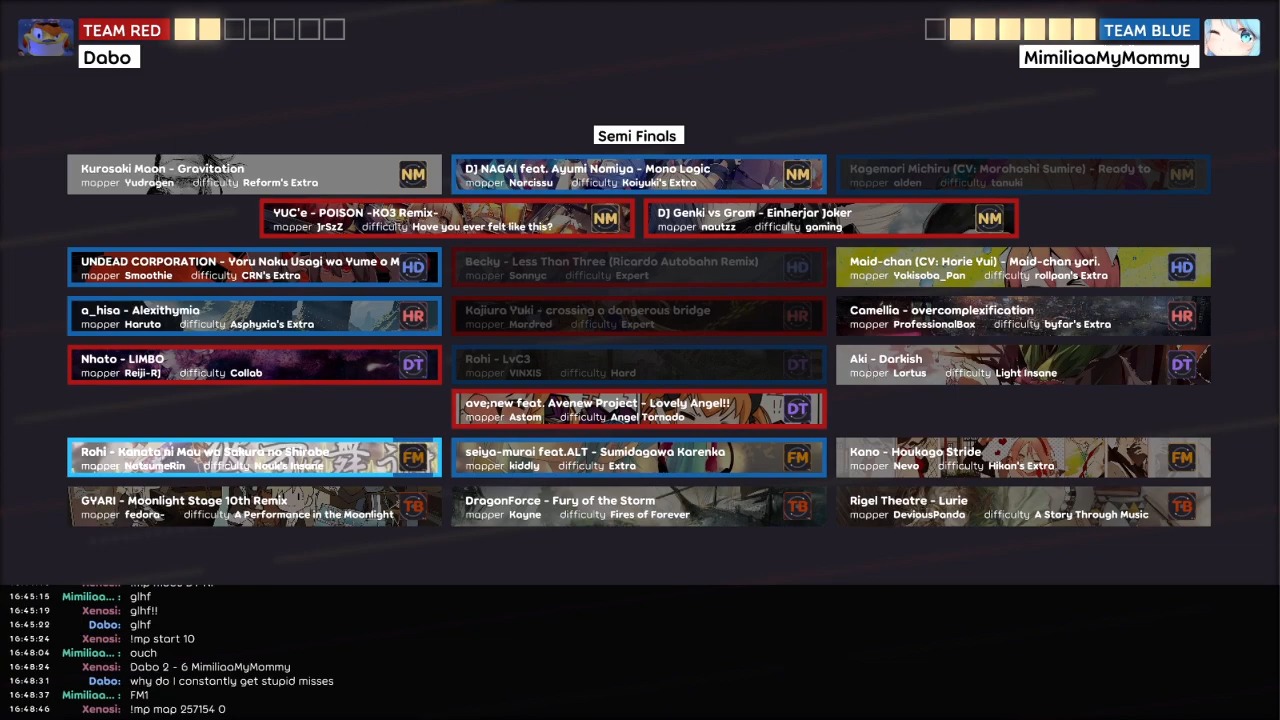 TEAM RED
Dabo
TEAM BLUE
MimiliaaMyMommy
Semi Finals
Kurosaki Maon - Gravitation
mapper Yudragen difficulty Reform's Extra
NM
DJ NAGAI feat. Ayumi Nomiya - Mono Logic
mapper Narcissu difficulty Koiyuki's Extra
NM
Kagemori Michiru (CV: Morohoshi Sumire) - Ready to
mapper alden difficulty tanuki
NM
YUC'e - POISON -KO3 Remix-
mapper JrSzZ difficulty Have you ever felt like this?
NM
DJ Genki vs Gram - Einherjar Joker
mapper nautzz difficulty gaming
NM
UNDEAD CORPORATION - Yoru Naku Usagi wa Yume o M
mapper Smoothie difficulty CRN's Extra
HD
Becky - Less Than Three (Ricardo Autobahn Remix)
mapper Sonnyc difficulty Expert
HD
Maid-chan (CV: Horie Yui) - Maid-chan yori.
mapper Yakisoba_Pan difficulty rollpan's Extra
HD
a_hisa - Alexithymia
mapper Haruto difficulty Asphyxia's Extra
HR
Kajiura Yuki - crossing a dangerous bridge
mapper Mordred difficulty Expert
HR
Camellia - overcomplexification
mapper ProfessionalBox difficulty byfar's Extra
HR
Nhato - LIMBO
mapper Reiji-RJ difficulty Collab
DT
Rohi - LvC3
mapper VINXIS difficulty Hard
DT
Aki - Darkish
mapper Lortus difficulty Light Insane
DT
ave;new feat. Avenew Project - Lovely Angel!!
mapper Astom difficulty Angel Tornado
DT
Rohi - Kanata ni Mau wa Sakura no Shirabe
mapper NatsumeRin difficulty Nouk's Insane
FM
seiya-murai feat.ALT - Sumidagawa Karenka
mapper kiddly difficulty Extra
FM
Kano - Houkago Stride
mapper Nevo difficulty Hikan's Extra
FM
GYARI - Moonlight Stage 10th Remix
mapper fedora- difficulty A Performance in the Moonlight
TB
DragonForce - Fury of the Storm
mapper Kayne difficulty Fires of Forever
TB
Rigel Theatre - Lurie
mapper DeviousPanda difficulty A Story Through Music
TB
16:45:15 Mimiliaa... : glhf
16:45:19 Xenosi: glhf!!
16:45:22 Dabo: glhf
16:45:24 Xenosi: !mp start 10
16:48:04 Mimiliaa... : ouch
16:48:24 Xenosi: Dabo 2 - 6 MimiliaaMyMommy
16:48:31 Dabo: why do I constantly get stupid misses
16:48:37 Mimiliaa... : FM1
16:48:46 Xenosi: !mp map 257154 0